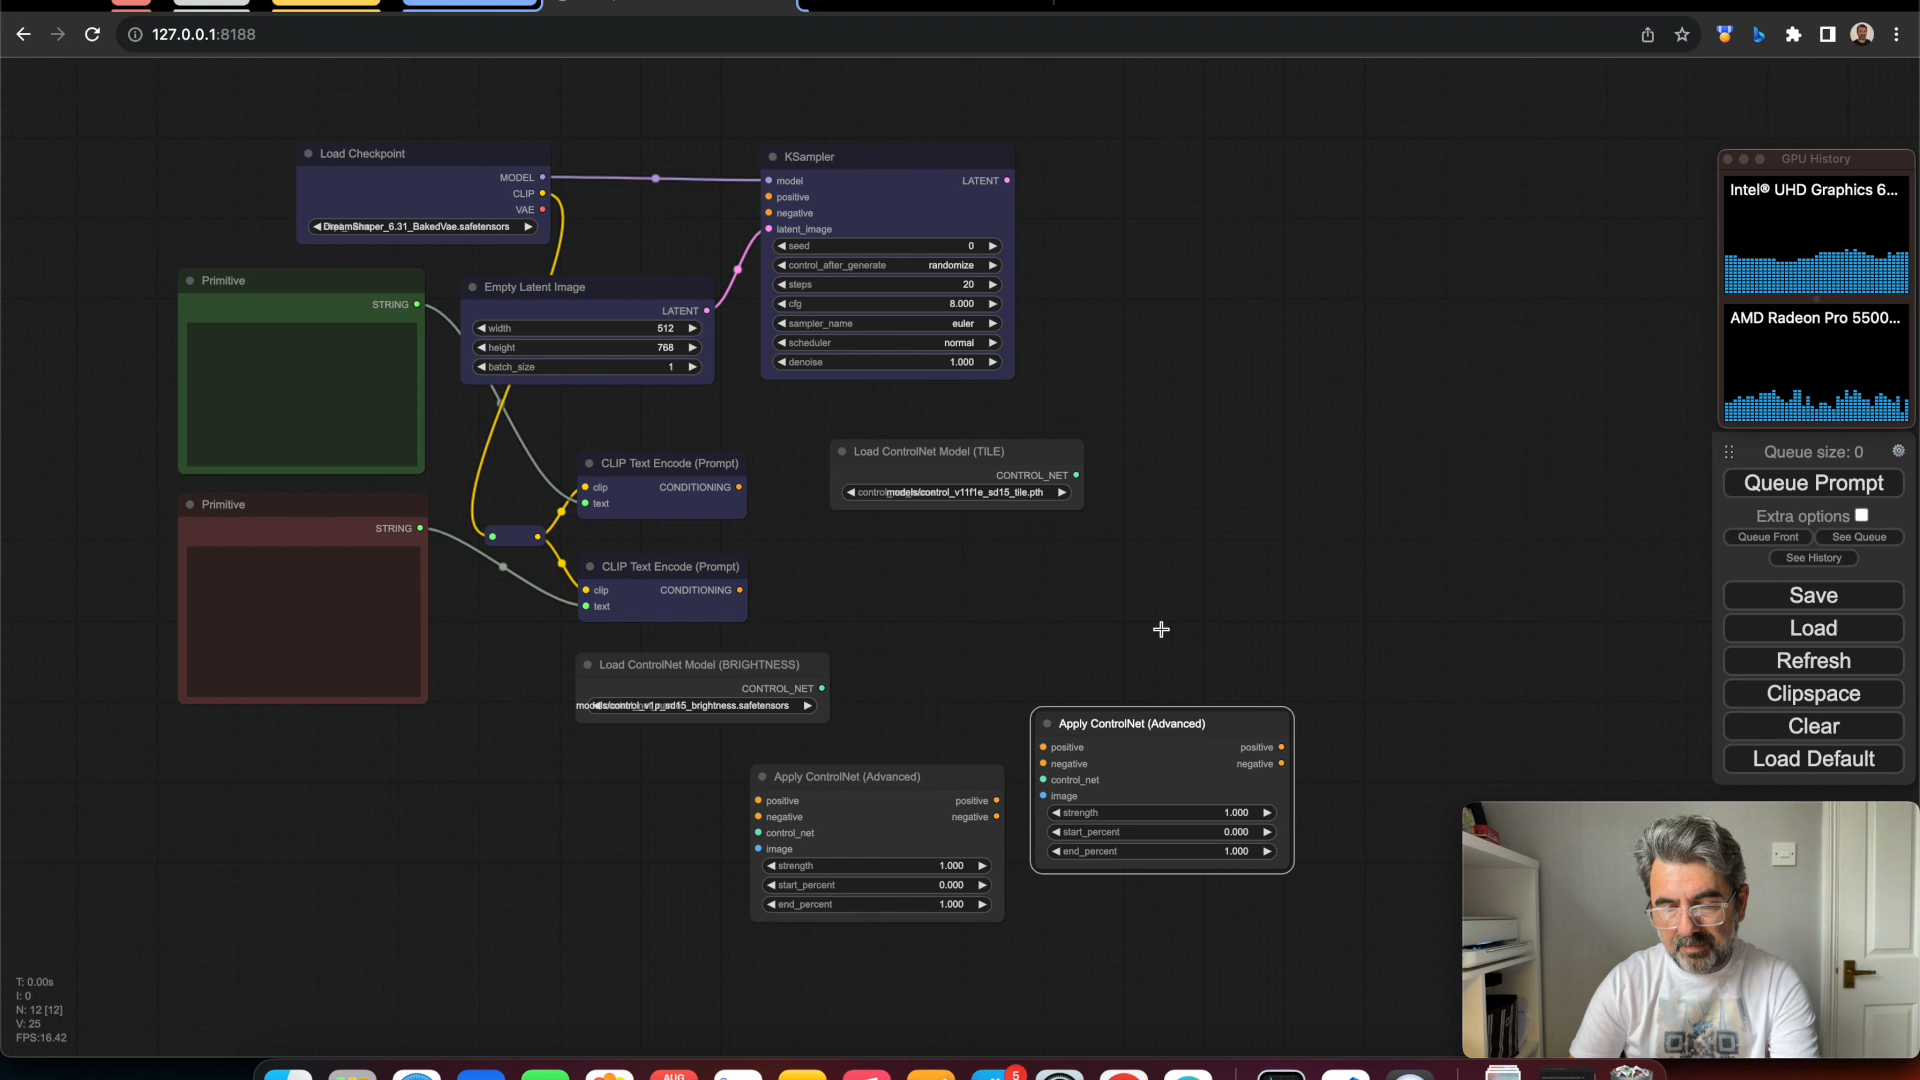 127.0.0.1:8188
Load Checkpoint
MODEL
CLIP
VAE
DreamShaper_6.31_BakedVae.safetensors
KSampler
model
LATENT
positive
negative
latent_image
seed 0
control_after_generate randomize
steps 20
cfg 8.000
sampler_name euler
scheduler normal
denoise 1.000
Primitive
STRING
Empty Latent Image
LATENT
width 512
height 768
batch_size 1
CLIP Text Encode (Prompt)
clip CONDITIONING
text
Load ControlNet Model (TILE)
CONTROL_NET
models/control_v11f1e_sd15_tile.pth
Primitive
STRING
CLIP Text Encode (Prompt)
clip CONDITIONING
text
Load ControlNet Model (BRIGHTNESS)
CONTROL_NET
models/control_v1p_sd15_brightness.safetensors
Apply ControlNet (Advanced)
positive positive
negative negative
control_net
image
strength 1.000
start_percent 0.000
end_percent 1.000
Apply ControlNet (Advanced)
positive positive
negative negative
control_net
image
strength 1.000
start_percent 0.000
end_percent 1.000
GPU History
Intel® UHD Graphics 6...
AMD Radeon Pro 5500...
Queue size: 0
Queue Prompt
Extra options
Queue Front See Queue
See History
Save
Load
Refresh
Clipspace
Clear
Load Default
T: 0.00s
I: 0
N: 12 [12]
V: 25
FPS:16.42
AUG
5